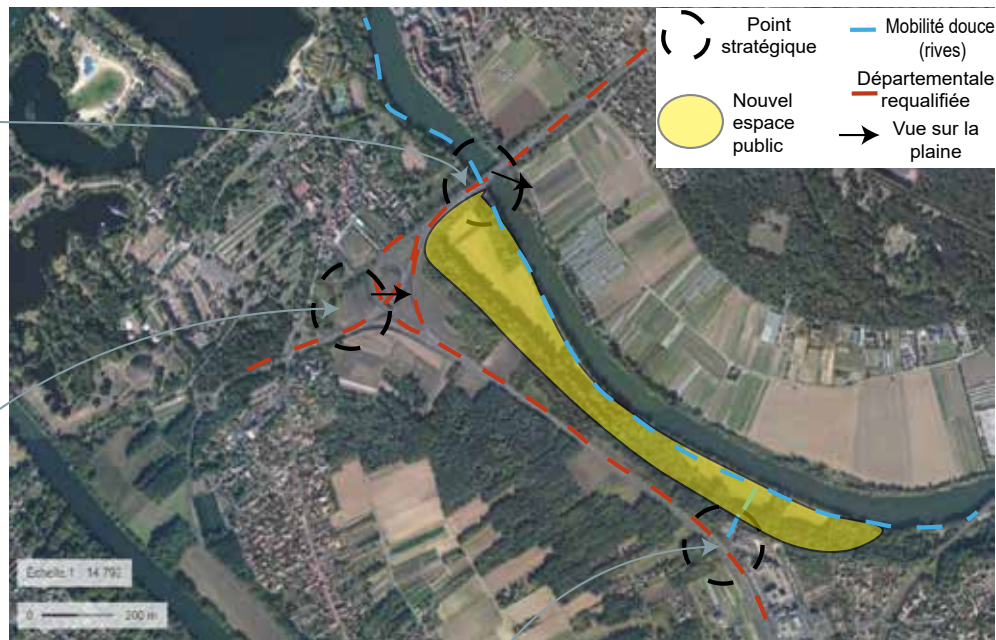 Point
stratégique
Mobilité douce
(rives)
Départementale
requalifiée
Nouvel
espace
public
Vue sur la
plaine
Échelle 1 : 14 792
0 200 m